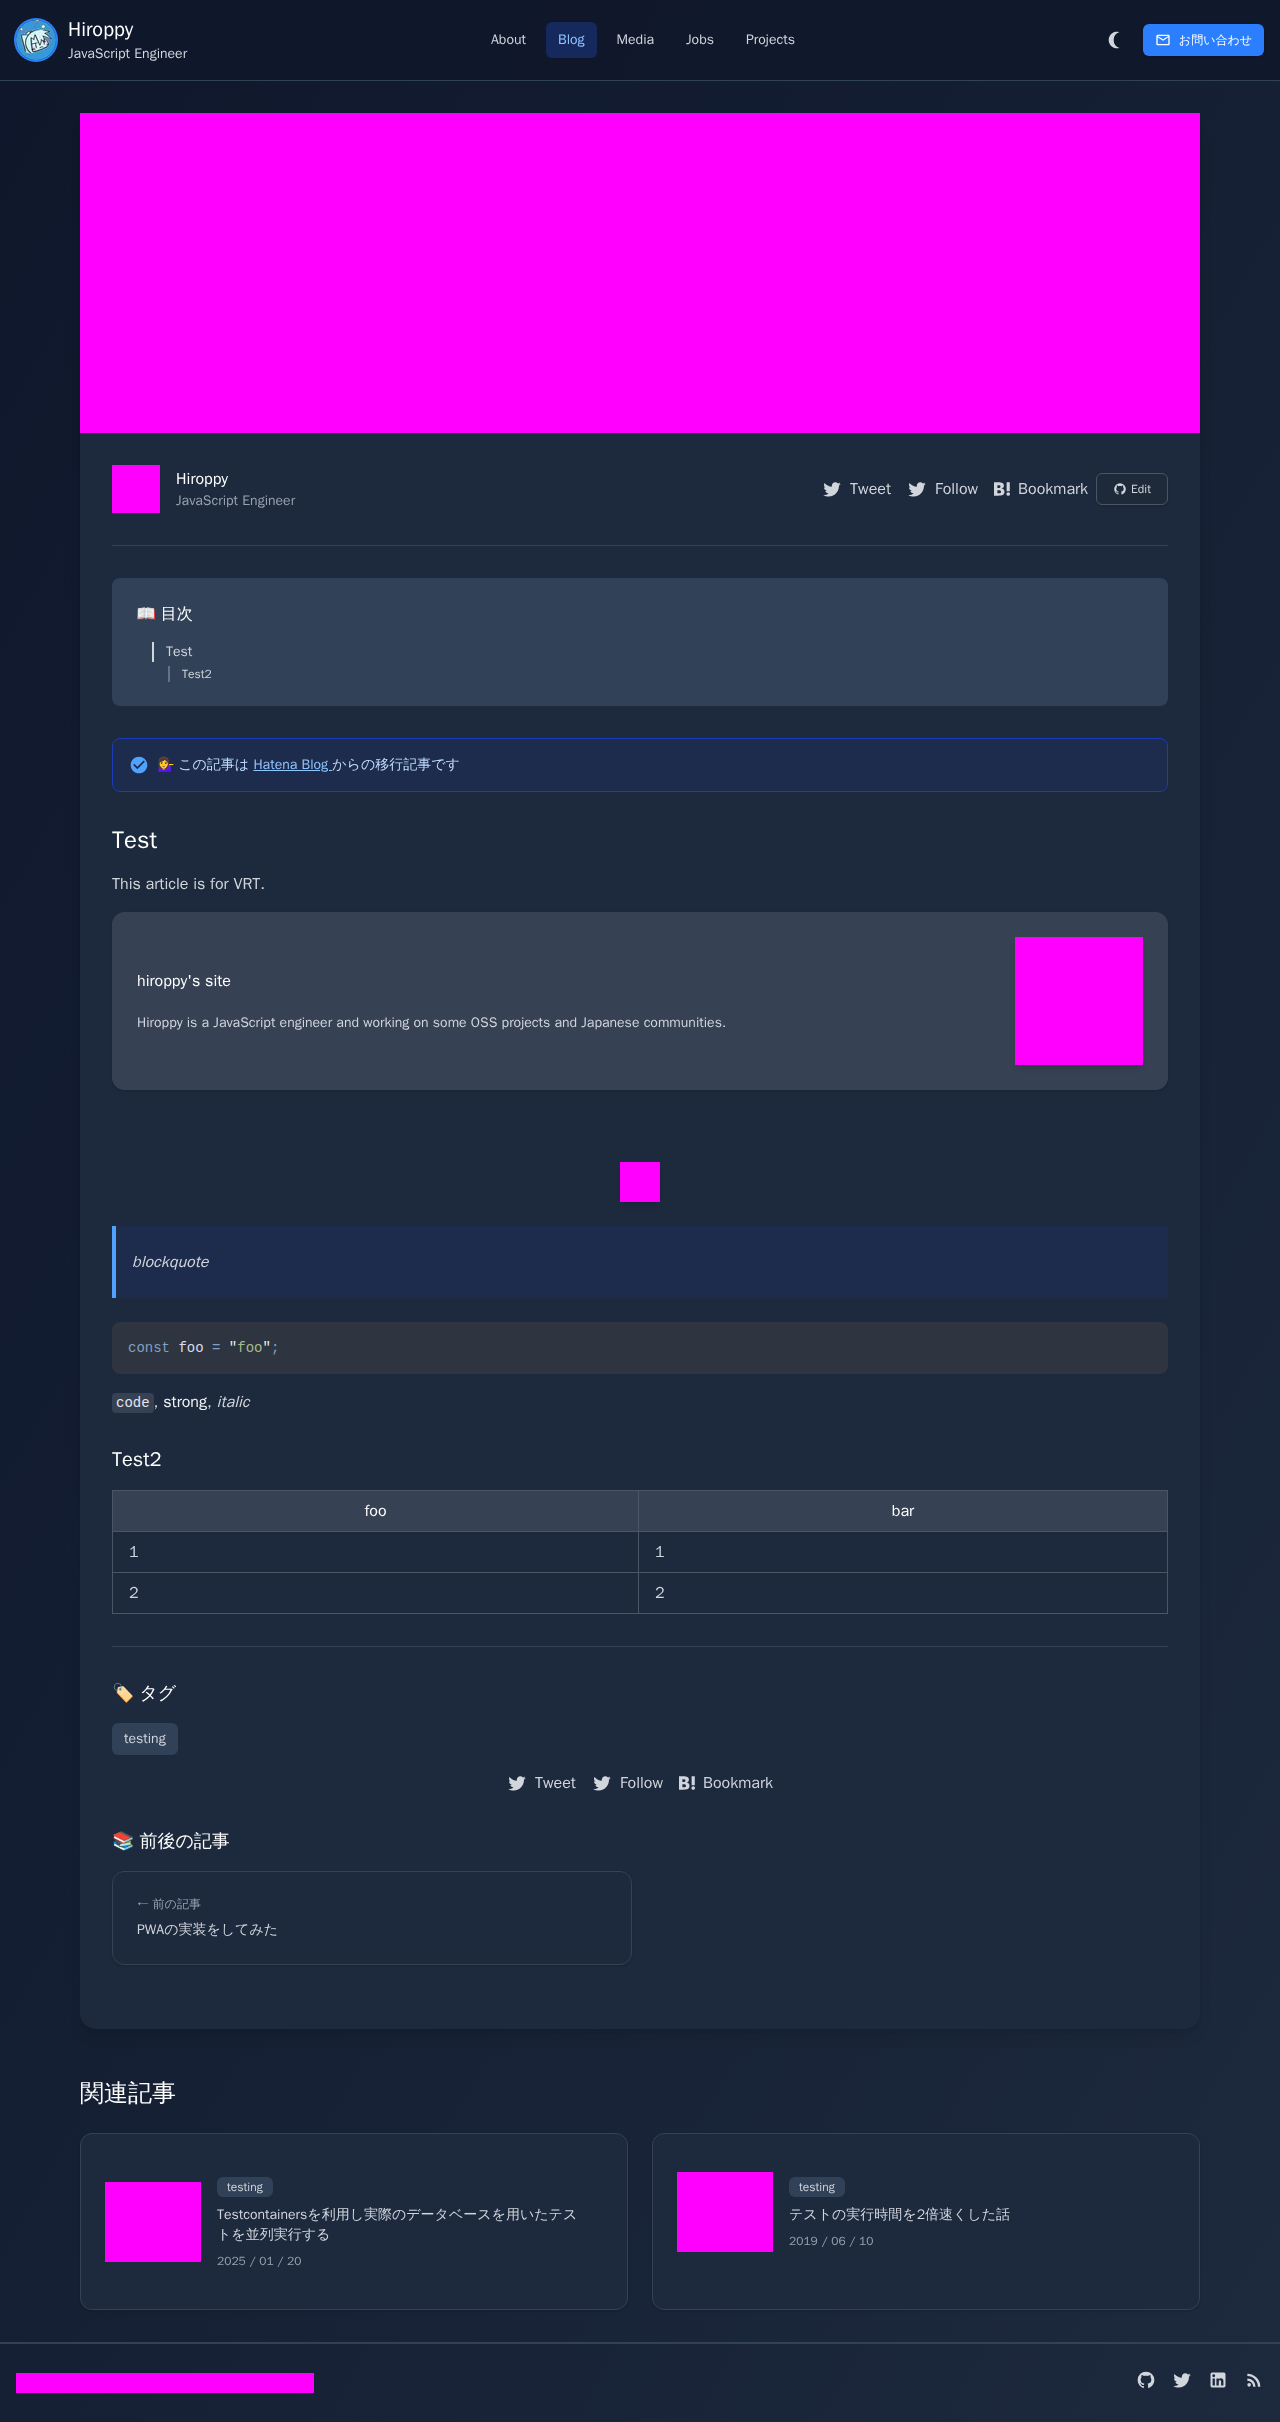 Hiroppy
JavaScript Engineer
About
Blog
Media
Jobs
Projects
お問い合わせ
Hiroppy
JavaScript Engineer
Tweet
Follow
B! Bookmark
Edit
📖 目次
Test
Test2
💁‍♀️ この記事は Hatena Blog からの移行記事です
Test
This article is for VRT.
hiroppy's site
Hiroppy is a JavaScript engineer and working on some OSS projects and Japanese communities.
blockquote
const foo = "foo";
code, strong, italic
Test2
foo bar
1 1
2 2
🏷️ タグ
testing
Tweet
Follow
B! Bookmark
📚 前後の記事
← 前の記事
PWAの実装をしてみた
関連記事
testing
Testcontainersを利用し実際のデータベースを用いたテス
トを並列実行する
2025 / 01 / 20
testing
テストの実行時間を2倍速くした話
2019 / 06 / 10